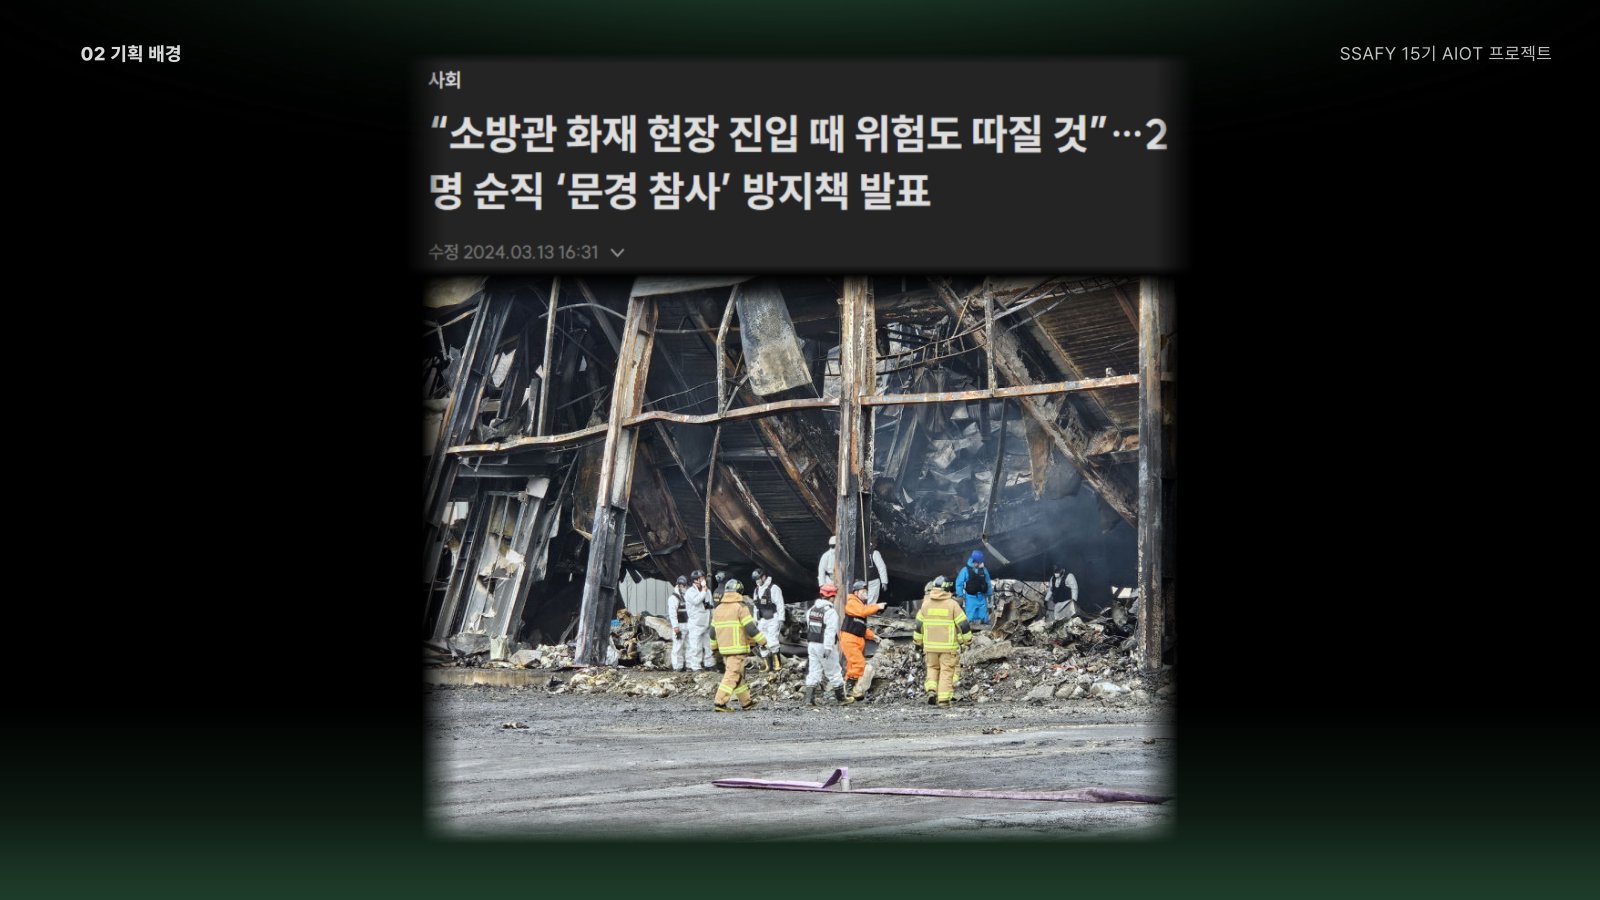 02 기획 배경
SSAFY 15기 AIOT 프로젝트
사회
“소방관 화재 현장 진입 때 위험도 따질 것”…2
명 순직 ‘문경 참사’ 방지책 발표
수정 2024.03.13 16:31